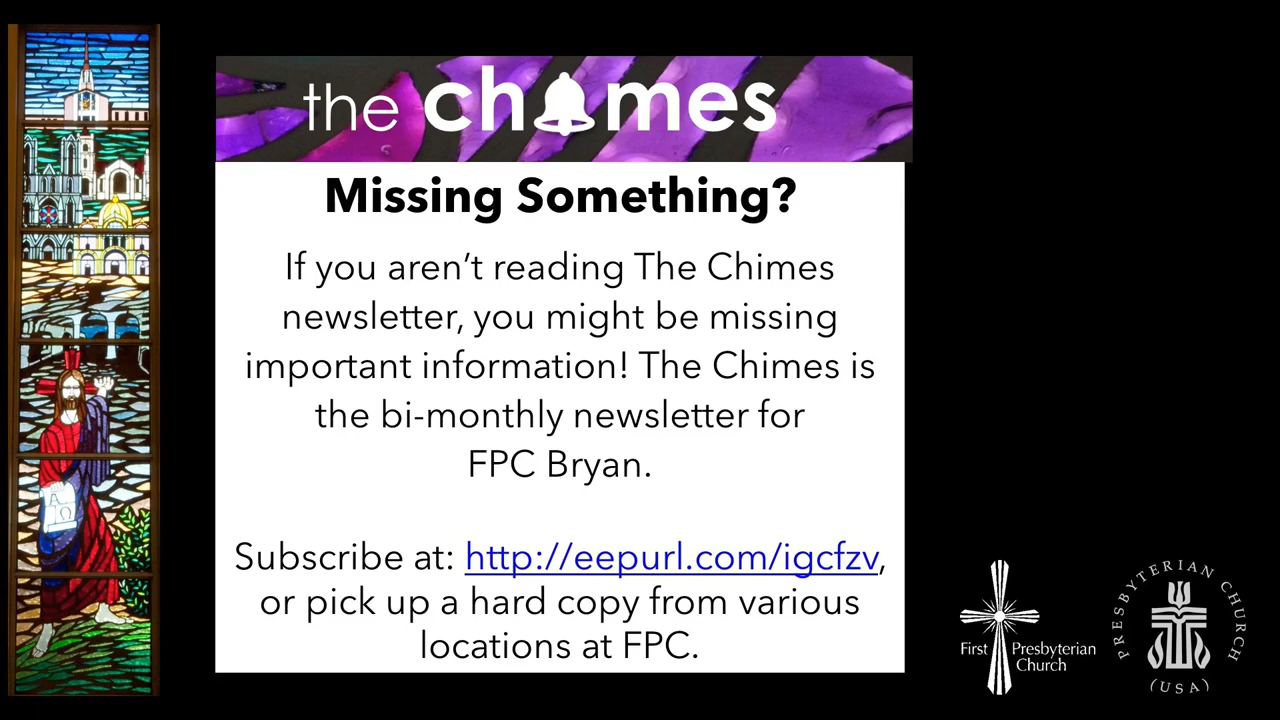 the chimes
Missing Something?
If you aren't reading The Chimes
newsletter, you might be missing
important information! The Chimes is
the bi-monthly newsletter for
FPC Bryan.
Subscribe at: http://eepurl.com/igcfzv,
or pick up a hard copy from various
locations at FPC.
Α
Ω
First Presbyterian
Church
PRESBYTERIAN CHURCH
(USA)